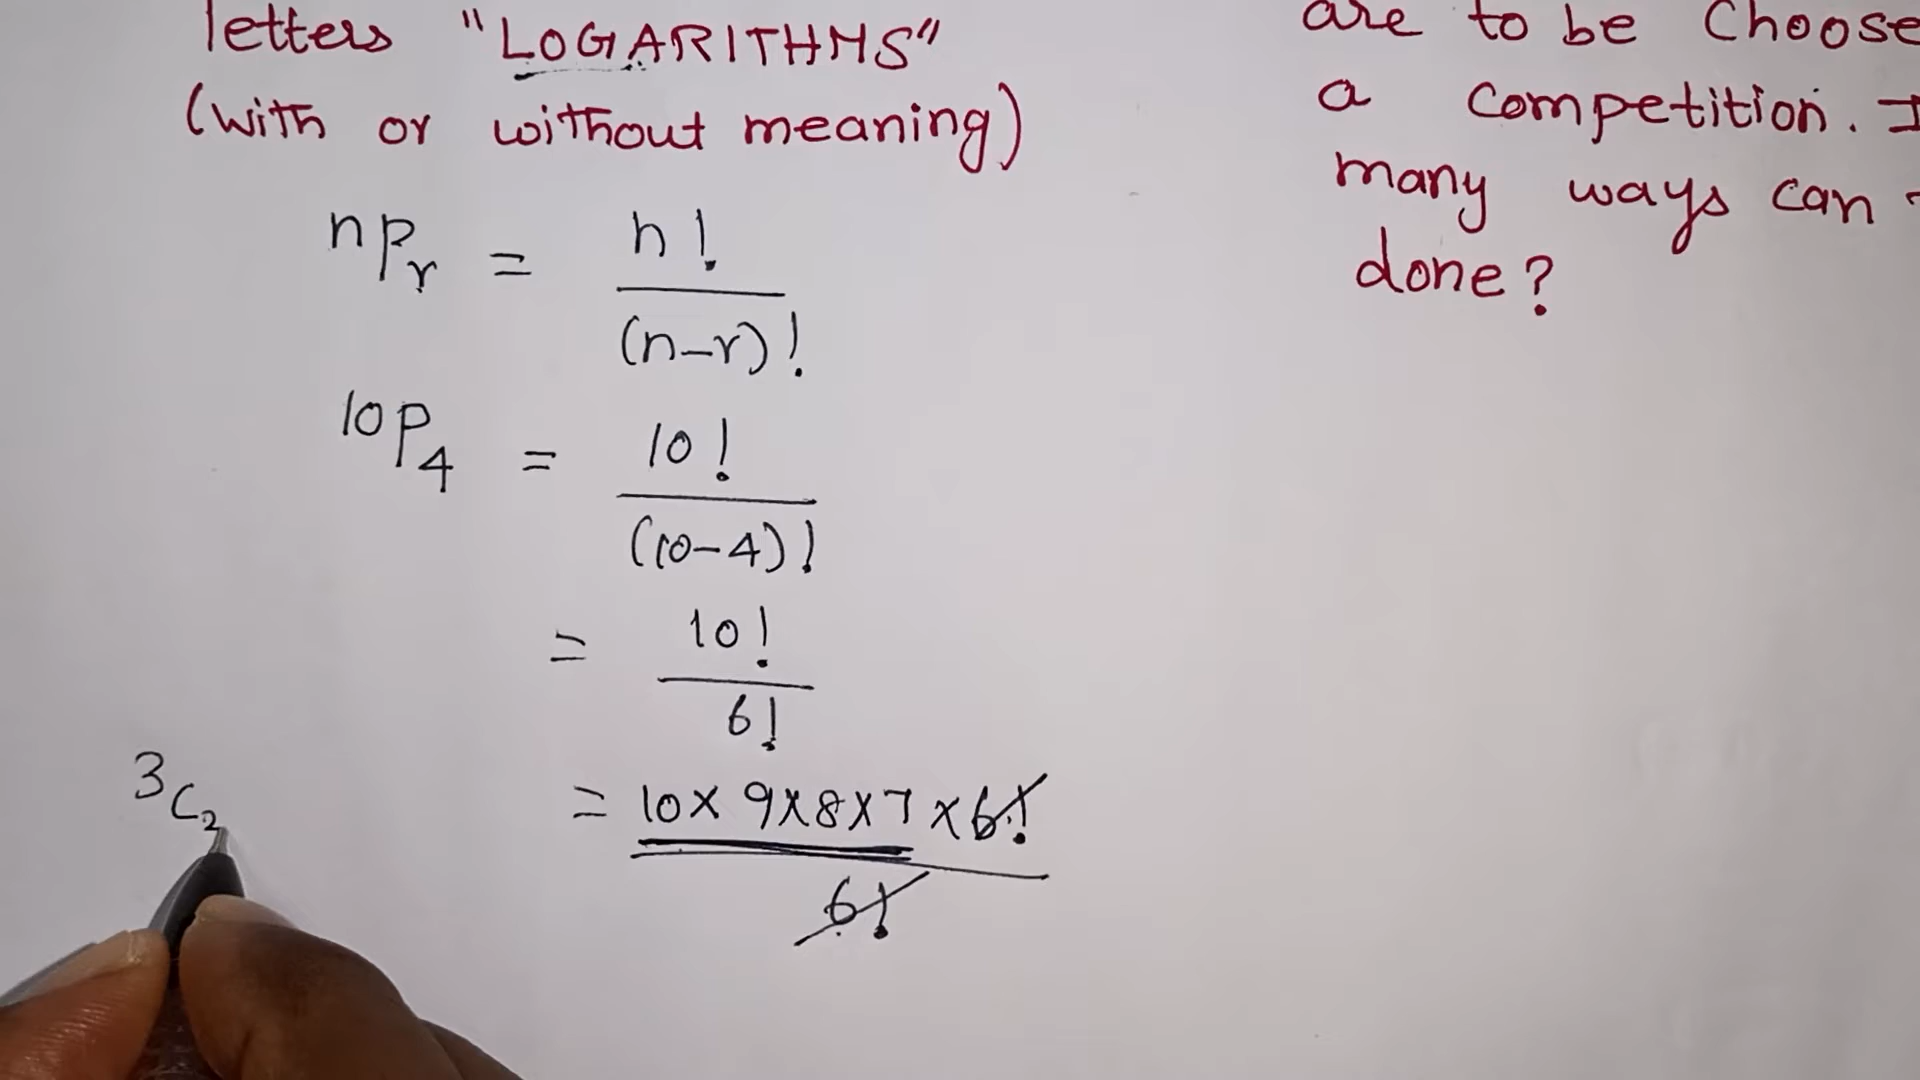 letters "LOGARITHMS"
(with or without meaning)
nPr = n!
(n-r)!
10P4 = 10!
(10-4)!
= 10!
6!
3C2
= 10 x 9 x 8 x 7 x 6!
6!
are to be choose
a competition. I
many ways can
done?